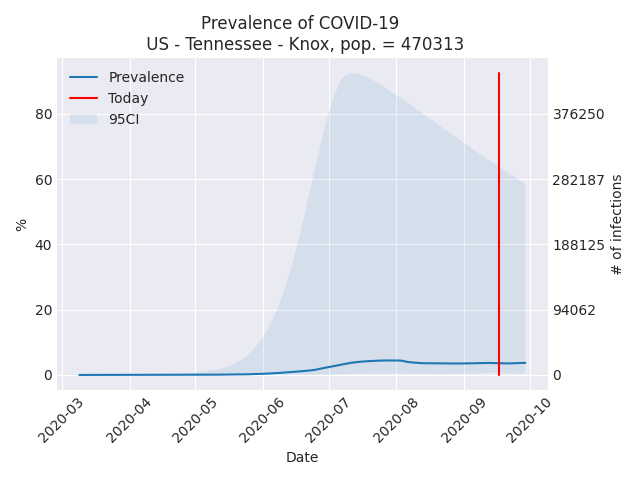 Prevalence of COVID-19
US - Tennessee - Knox, pop. = 470313
Prevalence
Today
95CI
80
60
40
20
0
%
376250
282187
188125
94062
0
# of infections
2020-03
2020-04
2020-05
2020-06
2020-07
2020-08
2020-09
2020-10
Date